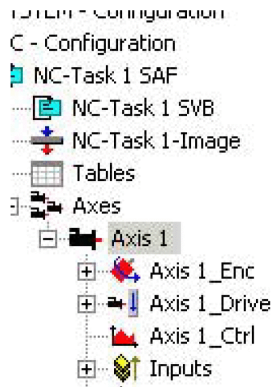 C - Configuration
NC-Task 1 SAF
NC-Task 1 SVB
NC-Task 1-Image
Tables
Axes
Axis 1
Axis 1_Enc
Axis 1_Drive
Axis 1_Ctrl
Inputs